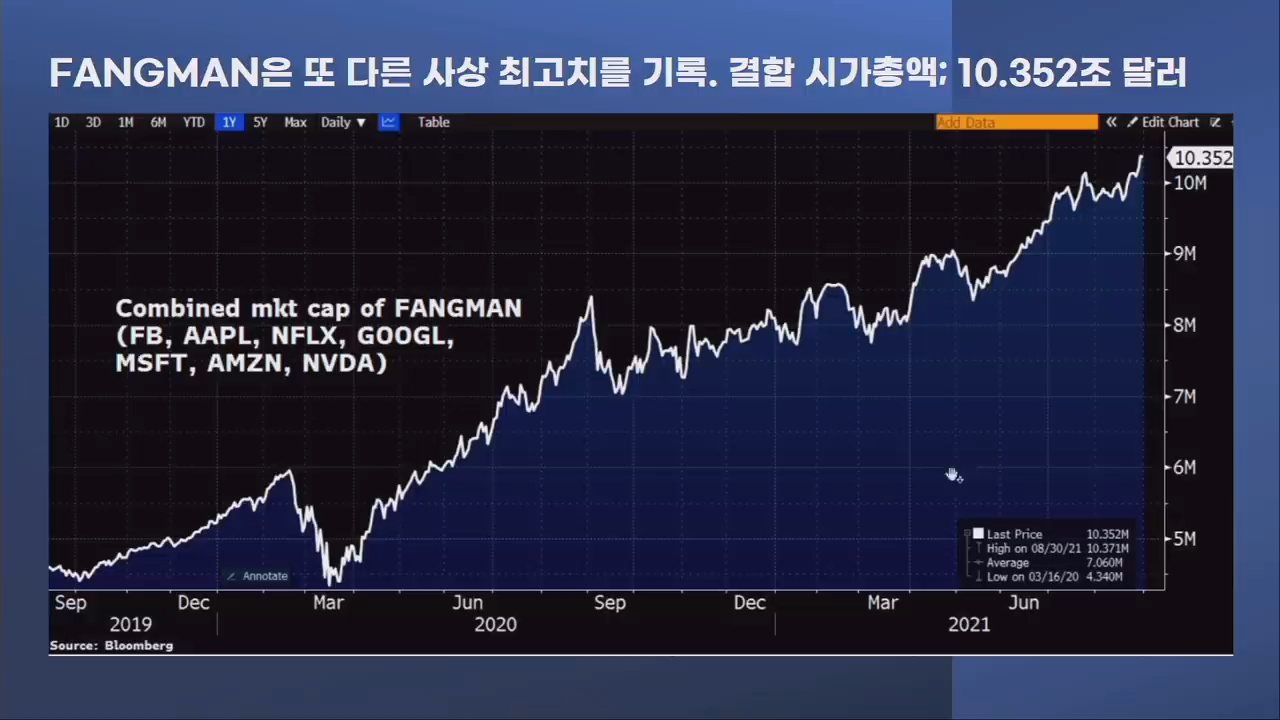 FANGMAN은 또 다른 사상 최고치를 기록. 결합 시가총액; 10.352조 달러
1D 3D 1M 6M YTD 1Y 5Y Max Daily ▼ Table Add Data « Edit Chart
10.352
10M
9M
8M
7M
6M
5M
Combined mkt cap of FANGMAN
(FB, AAPL, NFLX, GOOGL,
MSFT, AMZN, NVDA)
Last Price 10.352M
High on 08/30/21 10.371M
Average 7.060M
Low on 03/16/20 4.340M
Annotate
Sep Dec Mar Jun Sep Dec Mar Jun
2019 2020 2021
Source: Bloomberg